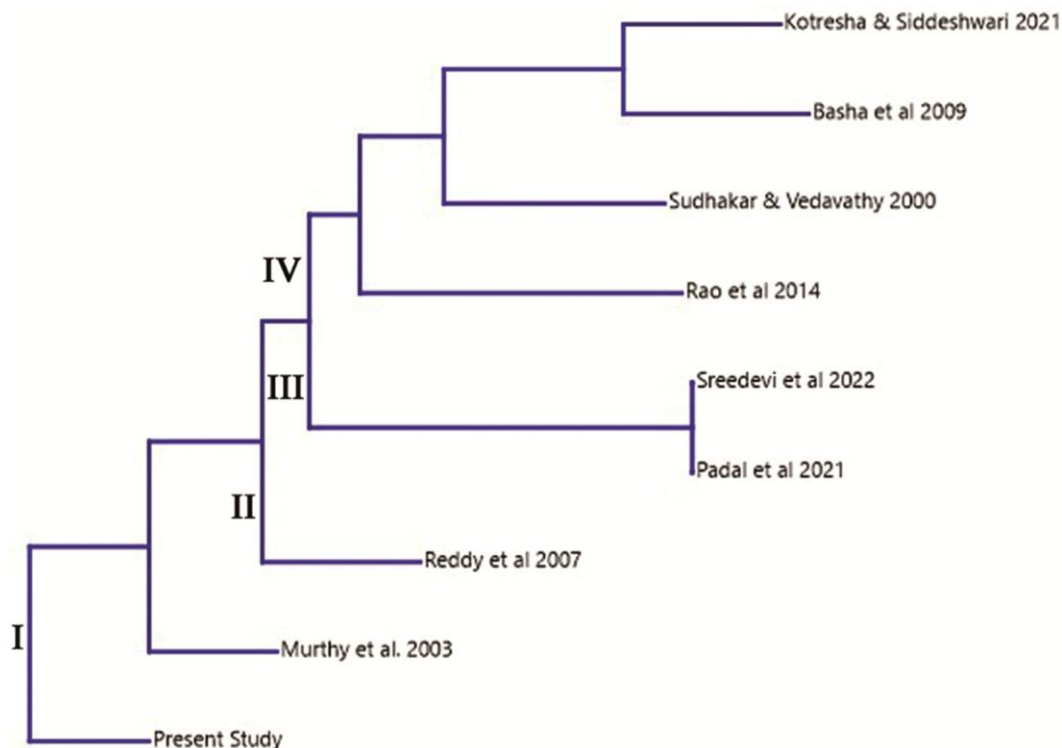 Kotresha & Siddeshwari 2021
Basha et al 2009
Sudhakar & Vedavathy 2000
IV
Rao et al 2014
Sreedevi et al 2022
III
Padal et al 2021
II
Reddy et al 2007
I
Murthy et al. 2003
Present Study